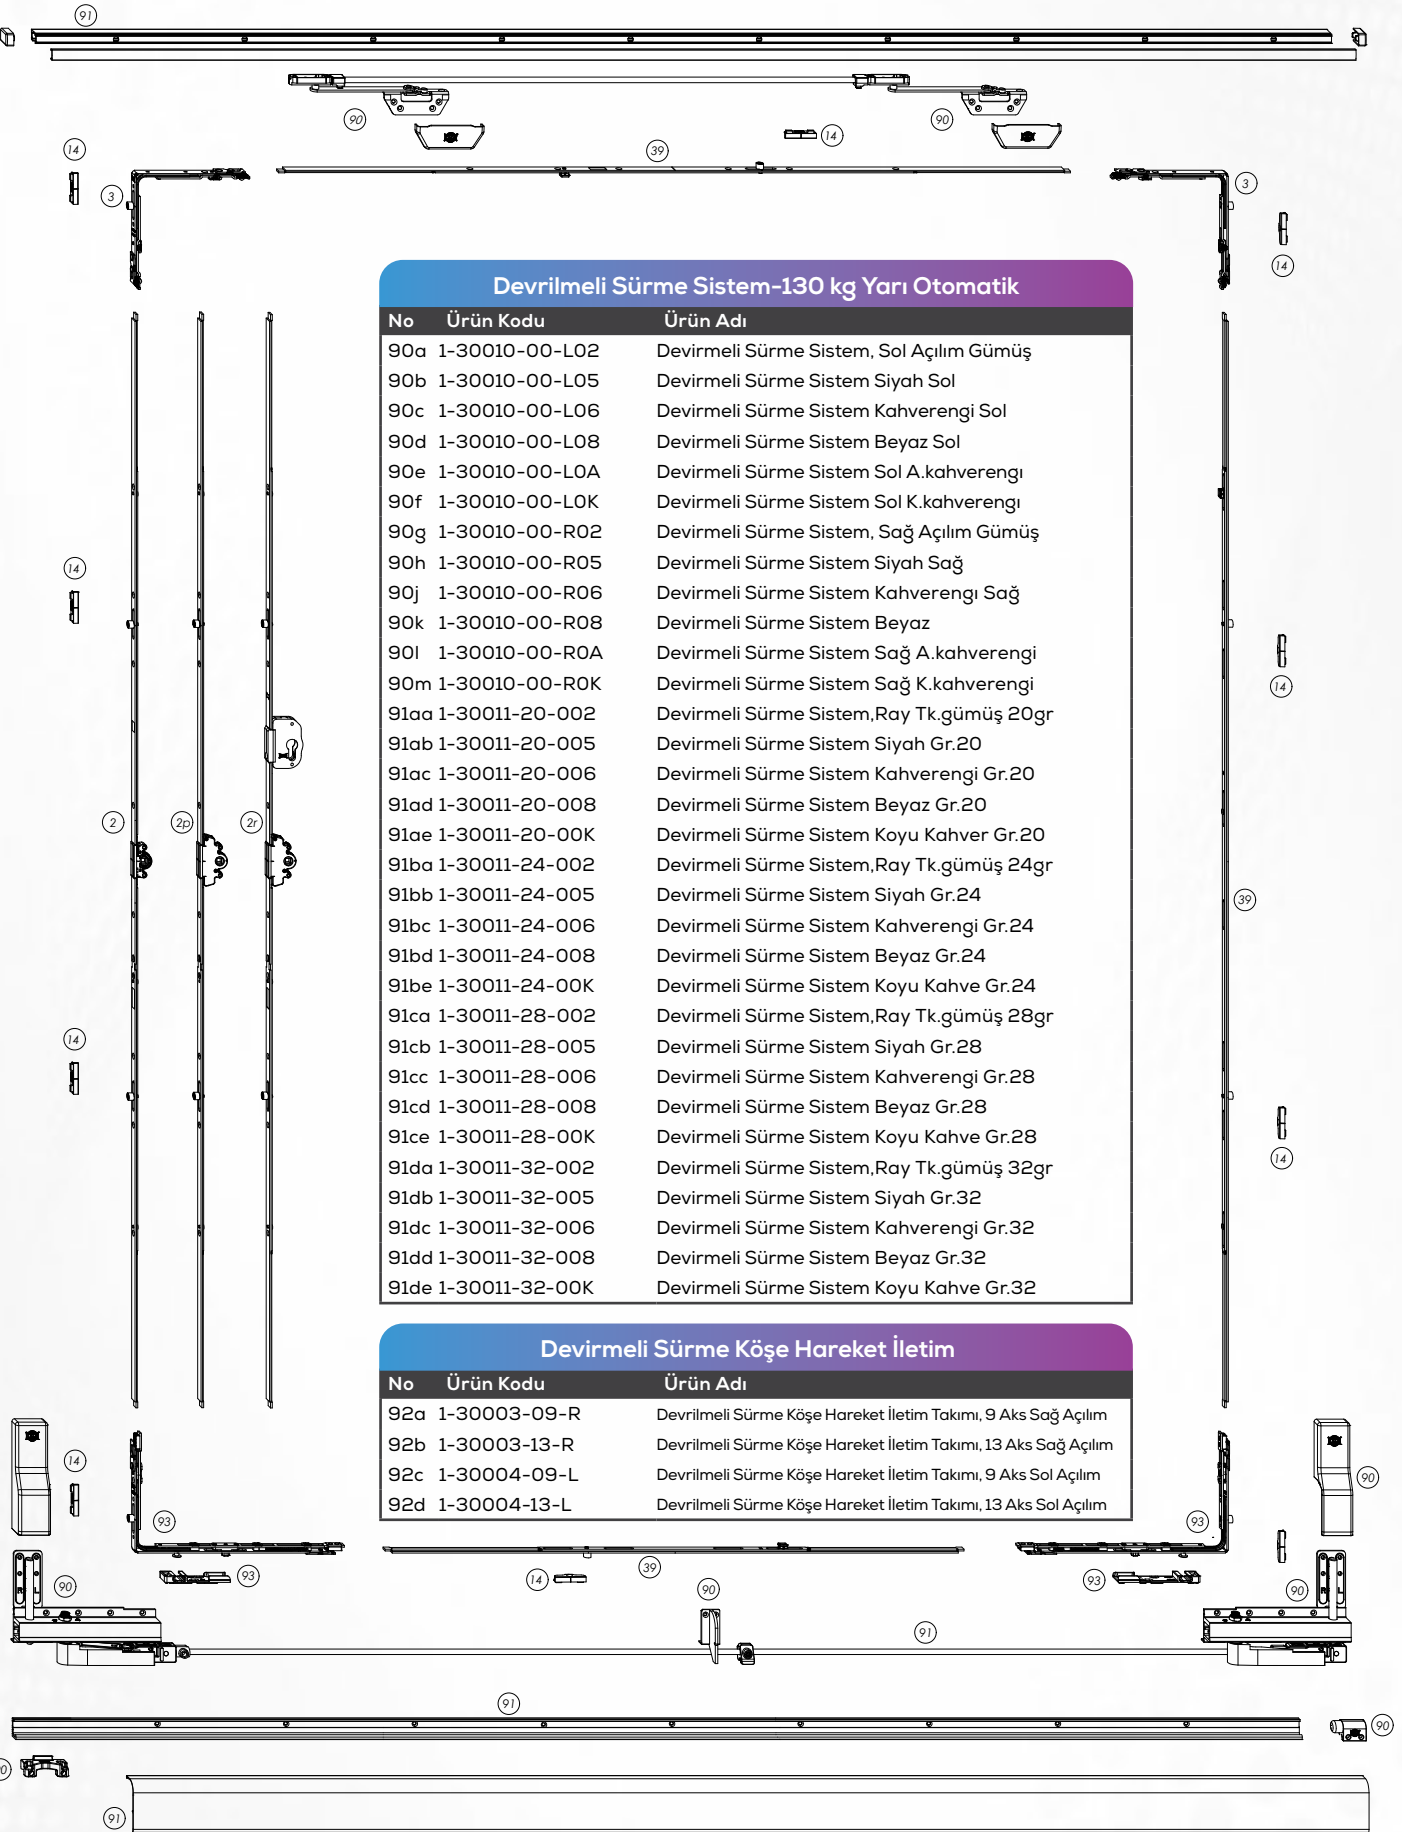 91
90
90
14
39
14
3
3
14
Devrilmeli Sürme Sistem-130 kg Yarı Otomatik
No Ürün Kodu Ürün Adı
90a 1-30010-00-L02 Devirmeli Sürme Sistem, Sol Açılım Gümüş
90b 1-30010-00-L05 Devirmeli Sürme Sistem Siyah Sol
90c 1-30010-00-L06 Devirmeli Sürme Sistem Kahverengi Sol
90d 1-30010-00-L08 Devirmeli Sürme Sistem Beyaz Sol
90e 1-30010-00-L0A Devirmeli Sürme Sistem Sol A.kahverengı
90f 1-30010-00-L0K Devirmeli Sürme Sistem Sol K.kahverengı
90g 1-30010-00-R02 Devirmeli Sürme Sistem, Sağ Açılım Gümüş
90h 1-30010-00-R05 Devirmeli Sürme Sistem Siyah Sağ
90j 1-30010-00-R06 Devirmeli Sürme Sistem Kahverengı Sağ
90k 1-30010-00-R08 Devirmeli Sürme Sistem Beyaz
90l 1-30010-00-R0A Devirmeli Sürme Sistem Sağ A.kahverengi
90m 1-30010-00-R0K Devirmeli Sürme Sistem Sağ K.kahverengi
91aa 1-30011-20-002 Devirmeli Sürme Sistem,Ray Tk.gümüş 20gr
91ab 1-30011-20-005 Devirmeli Sürme Sistem Siyah Gr.20
91ac 1-30011-20-006 Devirmeli Sürme Sistem Kahverengi Gr.20
91ad 1-30011-20-008 Devirmeli Sürme Sistem Beyaz Gr.20
91ae 1-30011-20-00K Devirmeli Sürme Sistem Koyu Kahver Gr.20
91ba 1-30011-24-002 Devirmeli Sürme Sistem,Ray Tk.gümüş 24gr
91bb 1-30011-24-005 Devirmeli Sürme Sistem Siyah Gr.24
91bc 1-30011-24-006 Devirmeli Sürme Sistem Kahverengi Gr.24
91bd 1-30011-24-008 Devirmeli Sürme Sistem Beyaz Gr.24
91be 1-30011-24-00K Devirmeli Sürme Sistem Koyu Kahve Gr.24
91ca 1-30011-28-002 Devirmeli Sürme Sistem,Ray Tk.gümüş 28gr
91cb 1-30011-28-005 Devirmeli Sürme Sistem Siyah Gr.28
91cc 1-30011-28-006 Devirmeli Sürme Sistem Kahverengi Gr.28
91cd 1-30011-28-008 Devirmeli Sürme Sistem Beyaz Gr.28
91ce 1-30011-28-00K Devirmeli Sürme Sistem Koyu Kahve Gr.28
91da 1-30011-32-002 Devirmeli Sürme Sistem,Ray Tk.gümüş 32gr
91db 1-30011-32-005 Devirmeli Sürme Sistem Siyah Gr.32
91dc 1-30011-32-006 Devirmeli Sürme Sistem Kahverengi Gr.32
91dd 1-30011-32-008 Devirmeli Sürme Sistem Beyaz Gr.32
91de 1-30011-32-00K Devirmeli Sürme Sistem Koyu Kahve Gr.32
14
14
2
2p
2r
39
14
14
Devirmeli Sürme Köşe Hareket İletim
No Ürün Kodu Ürün Adı
92a 1-30003-09-R Devrilmeli Sürme Köşe Hareket İletim Takımı, 9 Aks Sağ Açılım
92b 1-30003-13-R Devrilmeli Sürme Köşe Hareket İletim Takımı, 13 Aks Sağ Açılım
92c 1-30004-09-L Devrilmeli Sürme Köşe Hareket İletim Takımı, 9 Aks Sol Açılım
92d 1-30004-13-L Devrilmeli Sürme Köşe Hareket İletim Takımı, 13 Aks Sol Açılım
14
90
93
93
39
93
14
93
14
90
R L
90
90
L
91
91
90
90
91